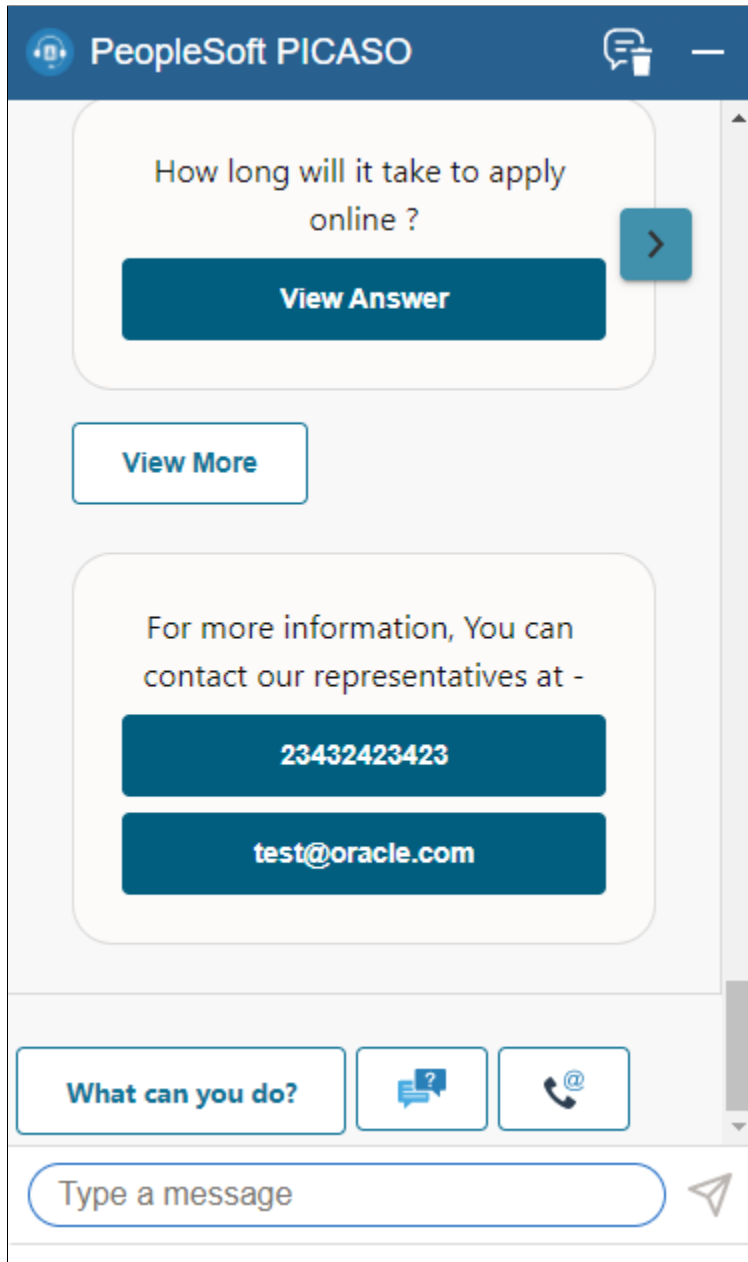 PeopleSoft PICASO
How long will it take to apply
online ?
View Answer
View More
For more information, You can
contact our representatives at -
23432423423
test@oracle.com
What can you do?
?
@
Type a message